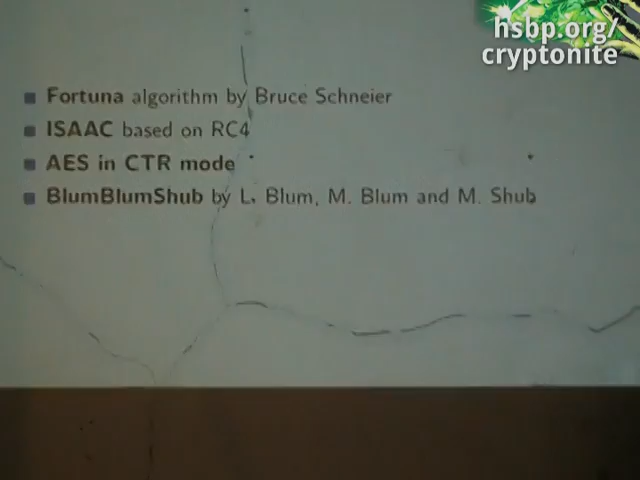 hsbp.org/
cryptonite
Fortuna algorithm by Bruce Schneier
ISAAC based on RC4
AES in CTR mode
BlumBlumShub by L. Blum, M. Blum and M. Shub